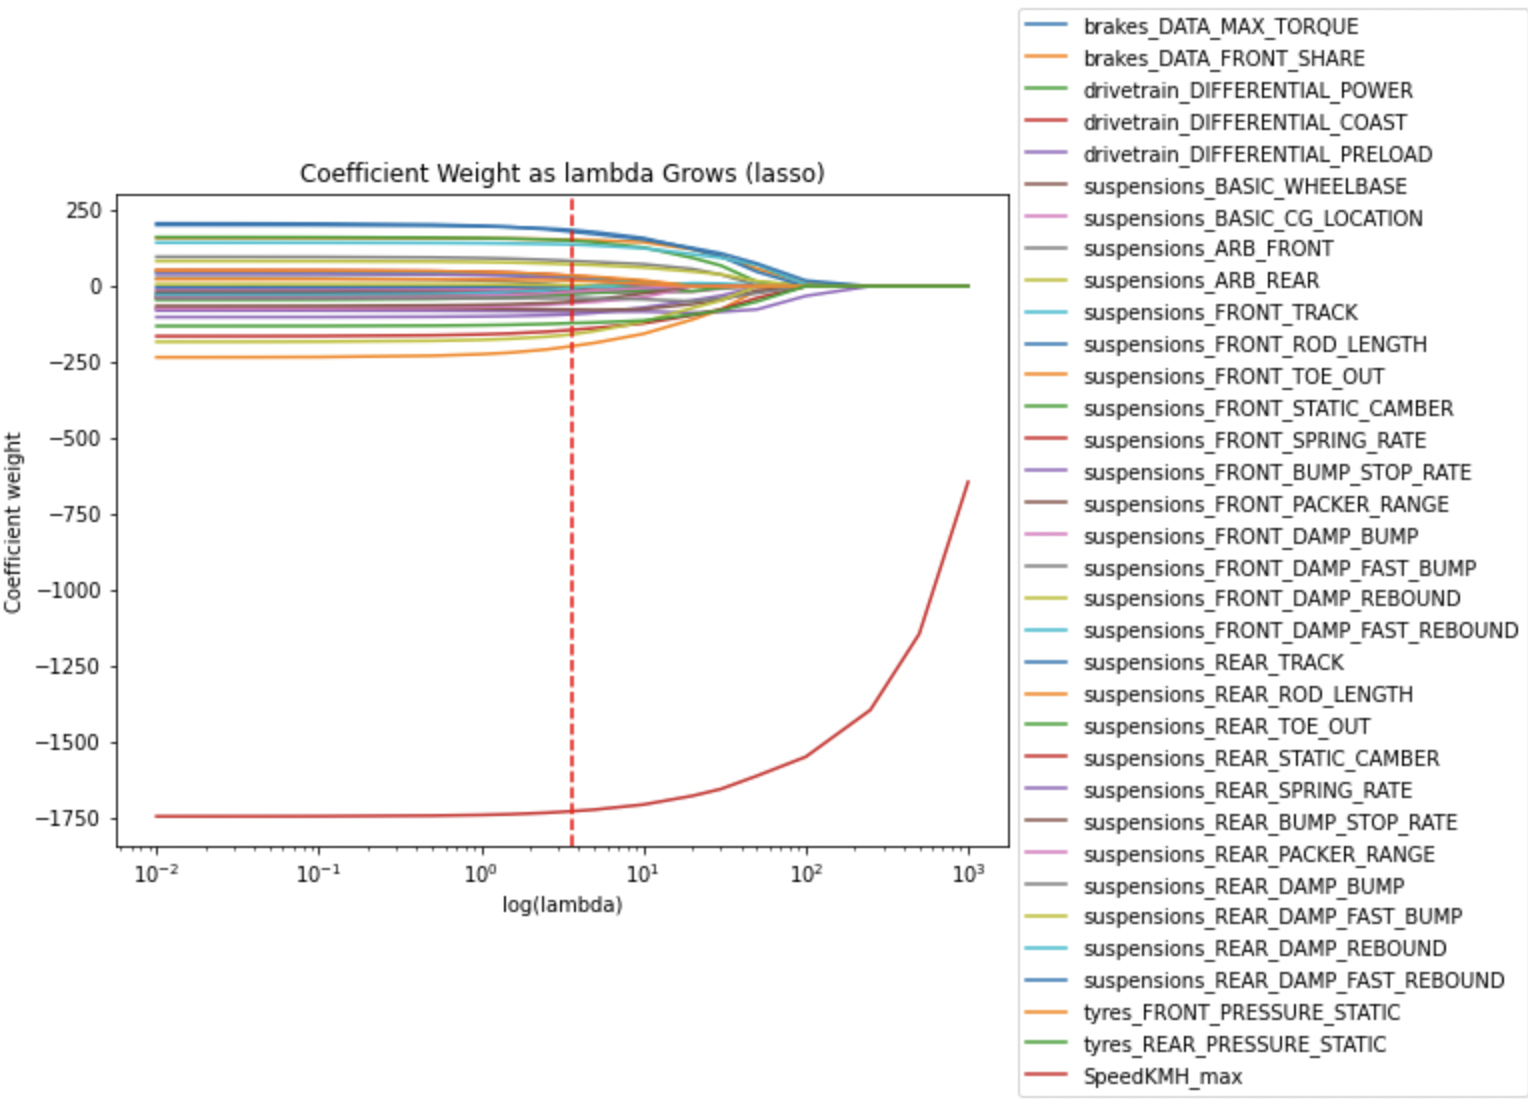 Coefficient Weight as lambda Grows (lasso)
Coefficient weight
250
0
−250
−500
−750
−1000
−1250
−1500
−1750
10⁻²
10⁻¹
10⁰
10¹
10²
10³
log(lambda)
brakes_DATA_MAX_TORQUE
brakes_DATA_FRONT_SHARE
drivetrain_DIFFERENTIAL_POWER
drivetrain_DIFFERENTIAL_COAST
drivetrain_DIFFERENTIAL_PRELOAD
suspensions_BASIC_WHEELBASE
suspensions_BASIC_CG_LOCATION
suspensions_ARB_FRONT
suspensions_ARB_REAR
suspensions_FRONT_TRACK
suspensions_FRONT_ROD_LENGTH
suspensions_FRONT_TOE_OUT
suspensions_FRONT_STATIC_CAMBER
suspensions_FRONT_SPRING_RATE
suspensions_FRONT_BUMP_STOP_RATE
suspensions_FRONT_PACKER_RANGE
suspensions_FRONT_DAMP_BUMP
suspensions_FRONT_DAMP_FAST_BUMP
suspensions_FRONT_DAMP_REBOUND
suspensions_FRONT_DAMP_FAST_REBOUND
suspensions_REAR_TRACK
suspensions_REAR_ROD_LENGTH
suspensions_REAR_TOE_OUT
suspensions_REAR_STATIC_CAMBER
suspensions_REAR_SPRING_RATE
suspensions_REAR_BUMP_STOP_RATE
suspensions_REAR_PACKER_RANGE
suspensions_REAR_DAMP_BUMP
suspensions_REAR_DAMP_FAST_BUMP
suspensions_REAR_DAMP_REBOUND
suspensions_REAR_DAMP_FAST_REBOUND
tyres_FRONT_PRESSURE_STATIC
tyres_REAR_PRESSURE_STATIC
SpeedKMH_max